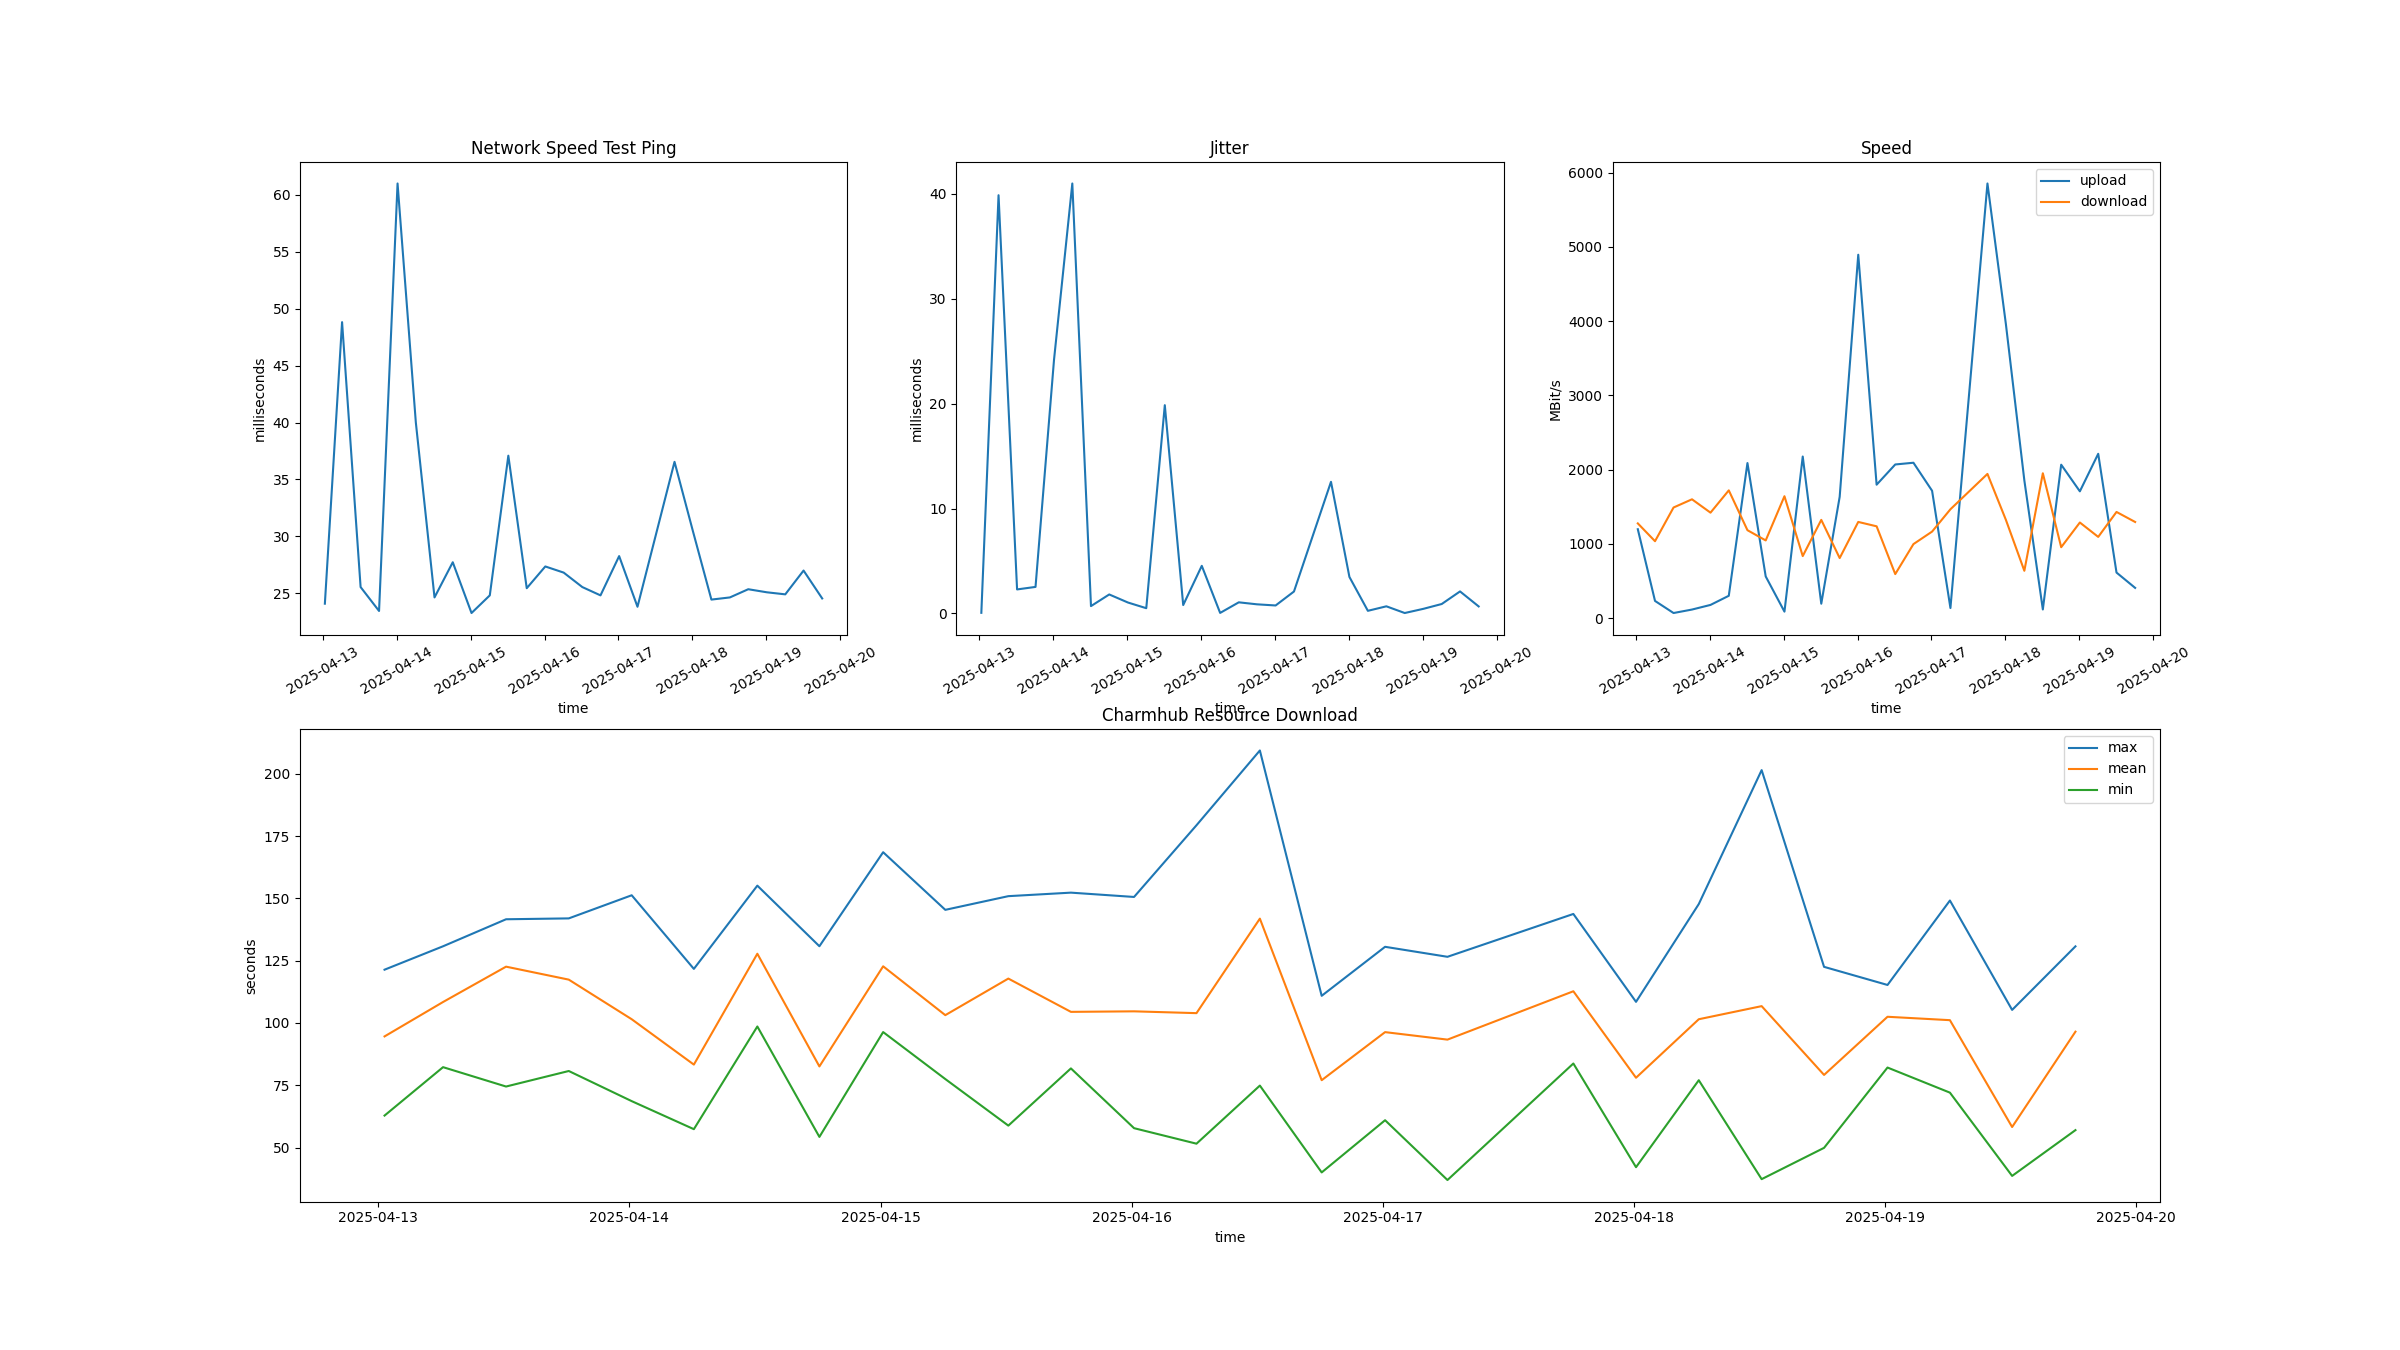 Network Speed Test Ping
milliseconds
60
55
50
45
40
35
30
25
2025-04-13 2025-04-14 2025-04-15 2025-04-16 2025-04-17 2025-04-18 2025-04-19 2025-04-20
time
Jitter
milliseconds
40
30
20
10
0
2025-04-13 2025-04-14 2025-04-15 2025-04-16 2025-04-17 2025-04-18 2025-04-19 2025-04-20
time
Speed
MBit/s
6000
5000
4000
3000
2000
1000
0
upload
download
2025-04-13 2025-04-14 2025-04-15 2025-04-16 2025-04-17 2025-04-18 2025-04-19 2025-04-20
time
Charmhub Resource Download
seconds
200
175
150
125
100
75
50
max
mean
min
2025-04-13 2025-04-14 2025-04-15 2025-04-16 2025-04-17 2025-04-18 2025-04-19 2025-04-20
time